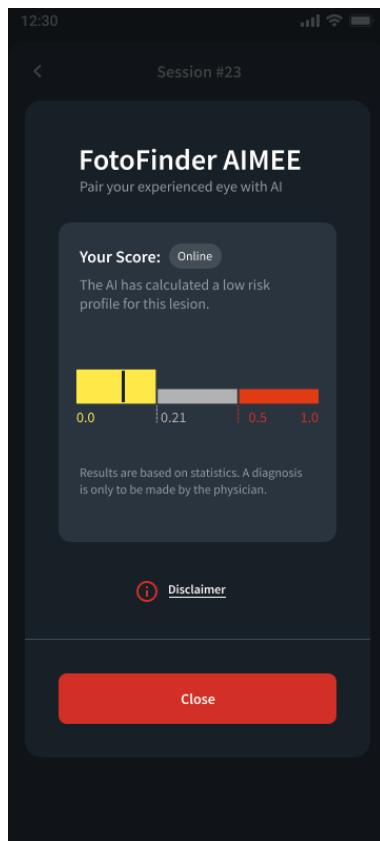 12:30
Session #23
FotoFinder AIMEE
Pair your experienced eye with AI
Your Score: Online
The AI has calculated a low risk
profile for this lesion.
0.0 0.21 0.5 1.0
Results are based on statistics. A diagnosis
is only to be made by the physician.
Disclaimer
Close